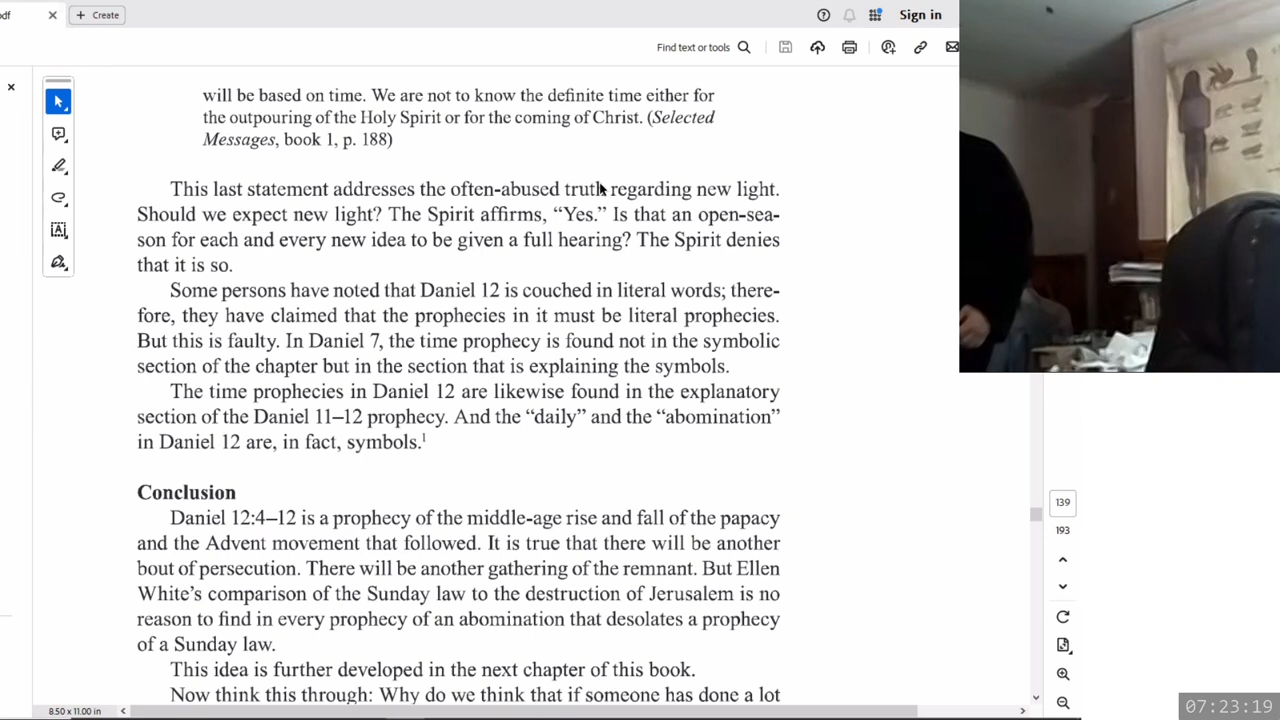 odf
Create
Sign in
Find text or tools
will be based on time. We are not to know the definite time either for
the outpouring of the Holy Spirit or for the coming of Christ. (Selected
Messages, book 1, p. 188)
This last statement addresses the often-abused truth regarding new light.
Should we expect new light? The Spirit affirms, “Yes.” Is that an open-sea-
son for each and every new idea to be given a full hearing? The Spirit denies
that it is so.
Some persons have noted that Daniel 12 is couched in literal words; there-
fore, they have claimed that the prophecies in it must be literal prophecies.
But this is faulty. In Daniel 7, the time prophecy is found not in the symbolic
section of the chapter but in the section that is explaining the symbols.
The time prophecies in Daniel 12 are likewise found in the explanatory
section of the Daniel 11–12 prophecy. And the “daily” and the “abomination”
in Daniel 12 are, in fact, symbols.1
Conclusion
Daniel 12:4–12 is a prophecy of the middle-age rise and fall of the papacy
and the Advent movement that followed. It is true that there will be another
bout of persecution. There will be another gathering of the remnant. But Ellen
White’s comparison of the Sunday law to the destruction of Jerusalem is no
reason to find in every prophecy of an abomination that desolates a prophecy
of a Sunday law.
This idea is further developed in the next chapter of this book.
Now think this through: Why do we think that if someone has done a lot
139
193
8.50 x 11.00 in
07:23:19